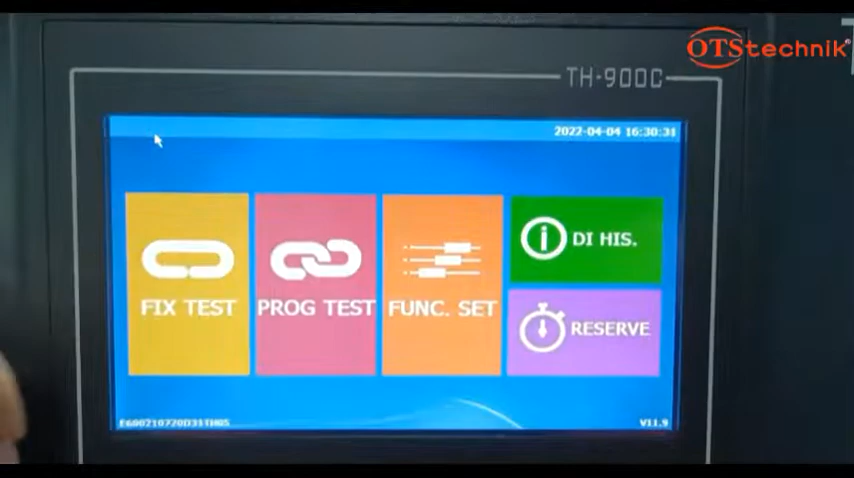 OTStechnik®
TH-900C
2022-04-04 16:30:31
FIX TEST
PROG TEST
FUNC. SET
DI HIS.
RESERVE
V11.9